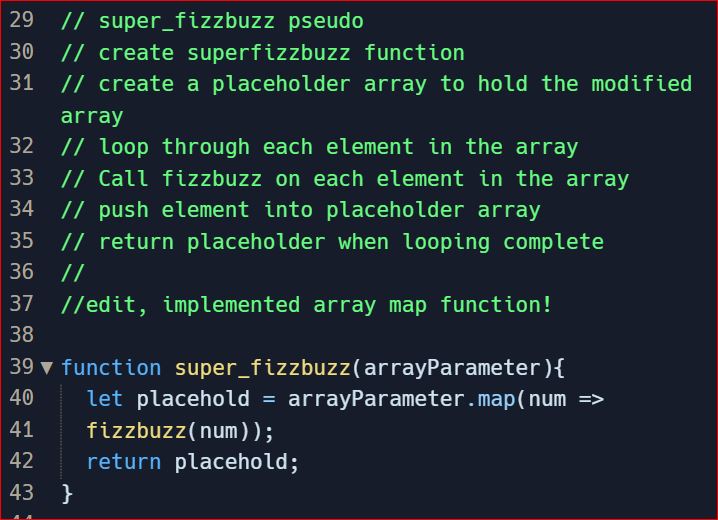 29 // super_fizzbuzz pseudo
30 // create superfizzbuzz function
31 // create a placeholder array to hold the modified
array
32 // loop through each element in the array
33 // Call fizzbuzz on each element in the array
34 // push element into placeholder array
35 // return placeholder when looping complete
36 //
37 //edit, implemented array map function!
38
39 ▼ function super_fizzbuzz(arrayParameter){
40 let placehold = arrayParameter.map(num =>
41 fizzbuzz(num));
42 return placehold;
43 }